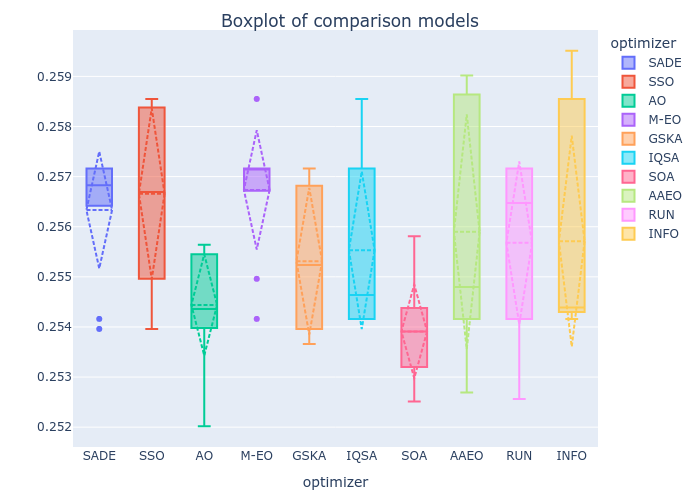 Boxplot of comparison models
optimizer
SADE
SSO
AO
M-EO
GSKA
IQSA
SOA
AAEO
RUN
INFO
0.259
0.258
0.257
0.256
0.255
0.254
0.253
0.252
SADE SSO AO M-EO GSKA IQSA SOA AAEO RUN INFO
optimizer